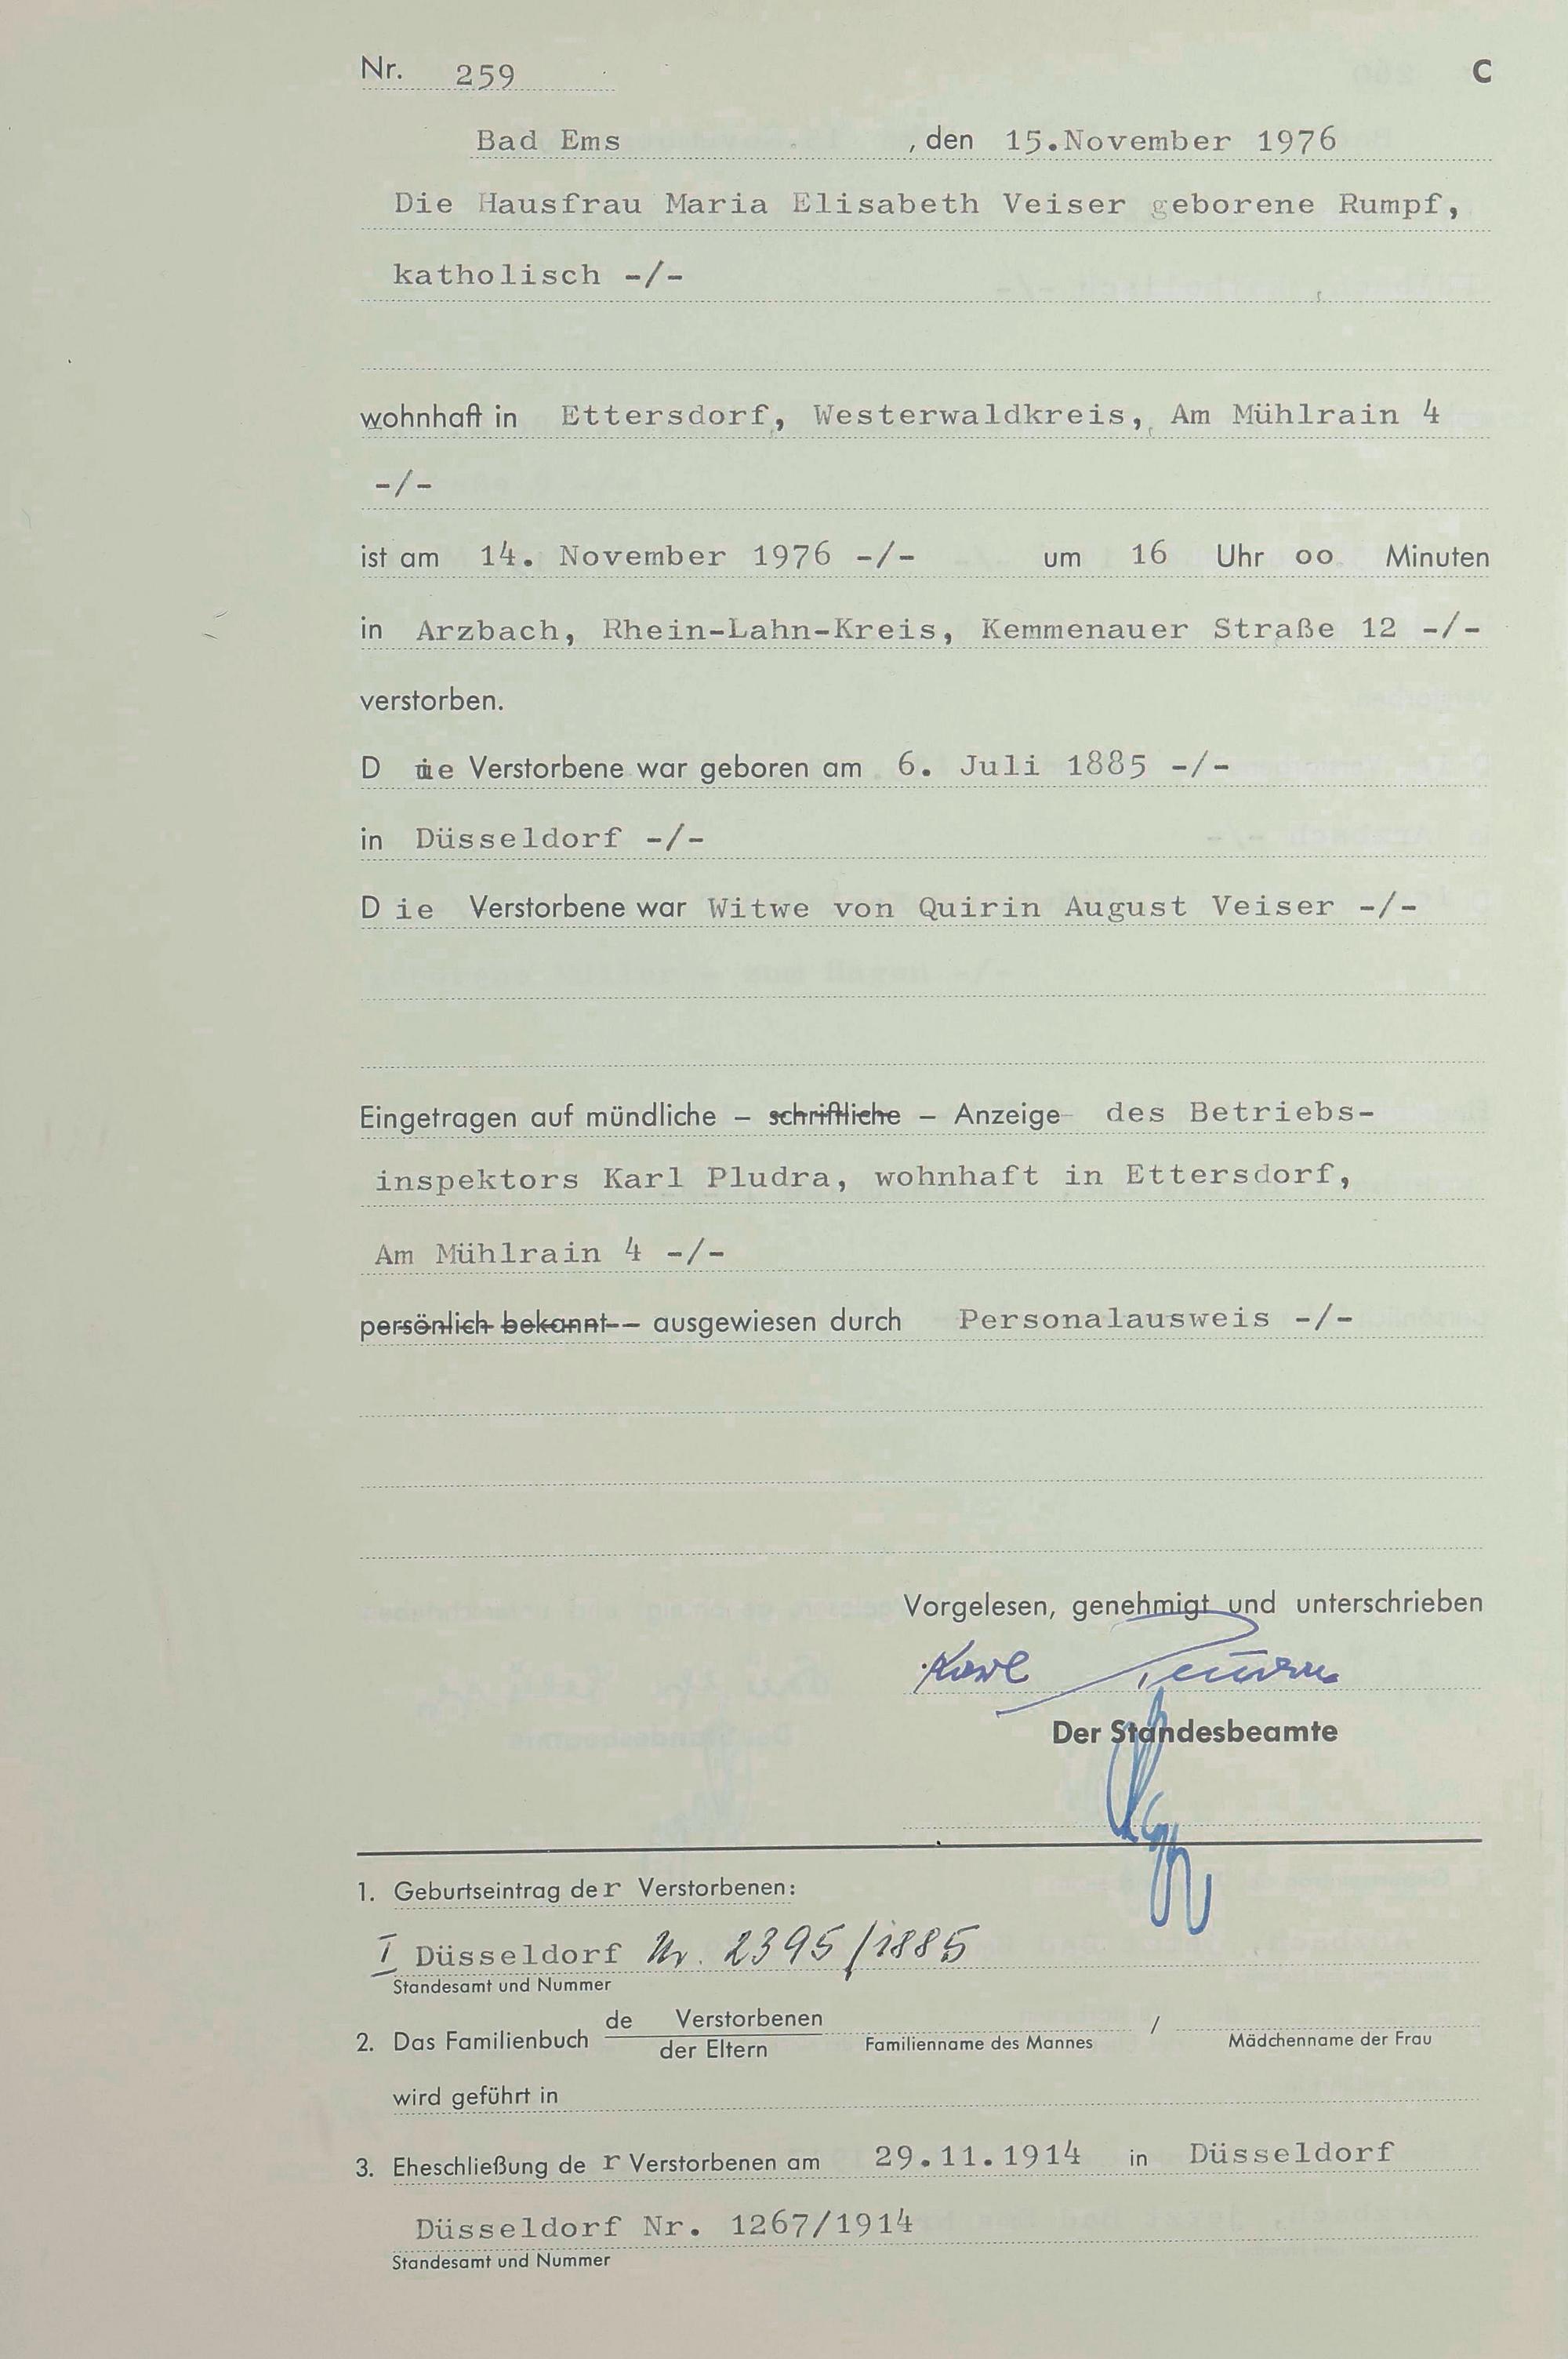 Nr. 259 C
Bad Ems , den 15.November 1976
Die Hausfrau Maria Elisabeth Veiser geborene Rumpf,
katholisch -/-
wohnhaft in Ettersdorf, Westerwaldkreis, Am Mühlrain 4
-/-
ist am 14. November 1976 -/- um 16 Uhr oo Minuten
in Arzbach, Rhein-Lahn-Kreis, Kemmenauer Straße 12 -/-
verstorben.
D ie Verstorbene war geboren am 6. Juli 1885 -/-
in Düsseldorf -/-
D ie Verstorbene war Witwe von Quirin August Veiser -/-
Eingetragen auf mündliche – schriftliche – Anzeige des Betriebs-
inspektors Karl Pludra, wohnhaft in Ettersdorf,
Am Mühlrain 4 -/-
persönlich bekannt – ausgewiesen durch Personalausweis -/-
Vorgelesen, genehmigt und unterschrieben
Karl Pludra
Der Standesbeamte
1. Geburtseintrag der Verstorbenen:
I Düsseldorf Nr. 2395/1885
Standesamt und Nummer
2. Das Familienbuch de Verstorbenen / der Eltern
Familienname des Mannes / Mädchenname der Frau
wird geführt in
3. Eheschließung de r Verstorbenen am 29.11.1914 in Düsseldorf
Düsseldorf Nr. 1267/1914
Standesamt und Nummer